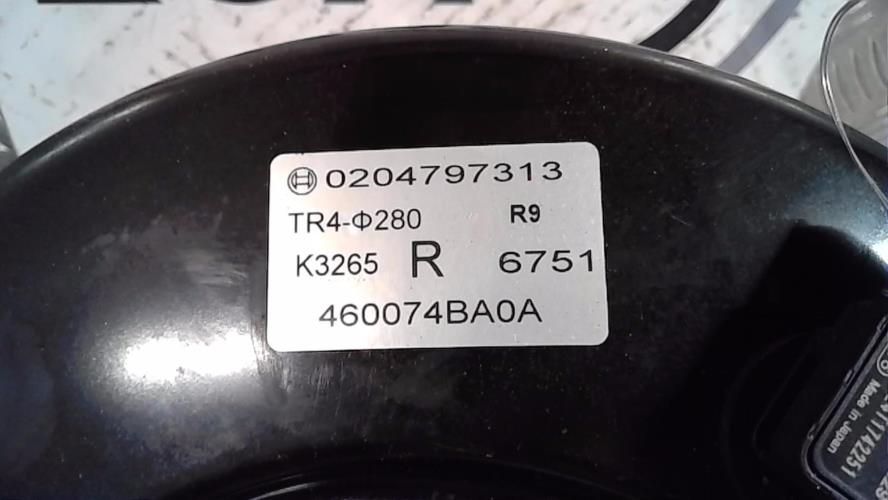 0204797313
TR4-Φ280 R9
K3265 R 6751
460074BA0A
Made in Japan